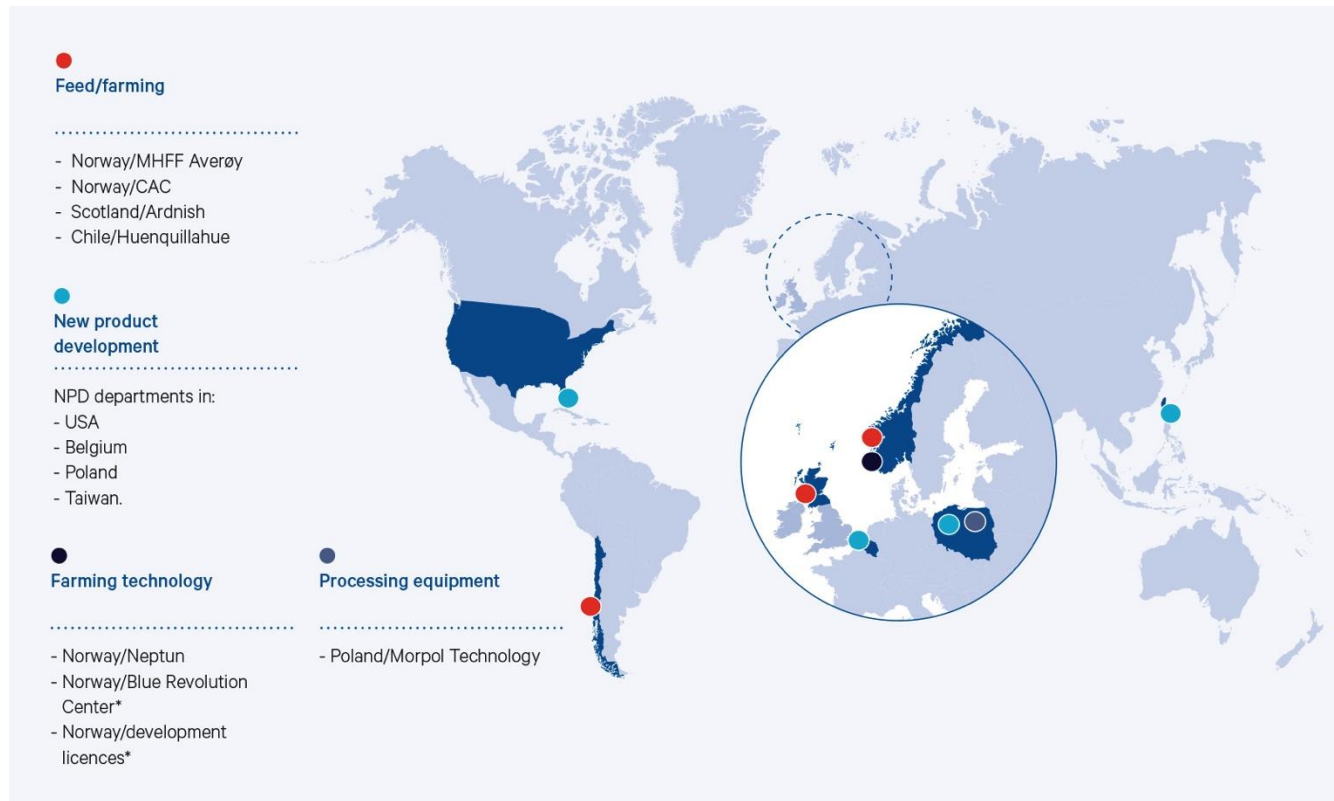 Feed/farming
- Norway/MHFF Averøy
- Norway/CAC
- Scotland/Ardnish
- Chile/Huenquillahue
New product
development
NPD departments in:
- USA
- Belgium
- Poland
- Taiwan.
Farming technology
- Norway/Neptun
- Norway/Blue Revolution
Center*
- Norway/development
licences*
Processing equipment
- Poland/Morpol Technology